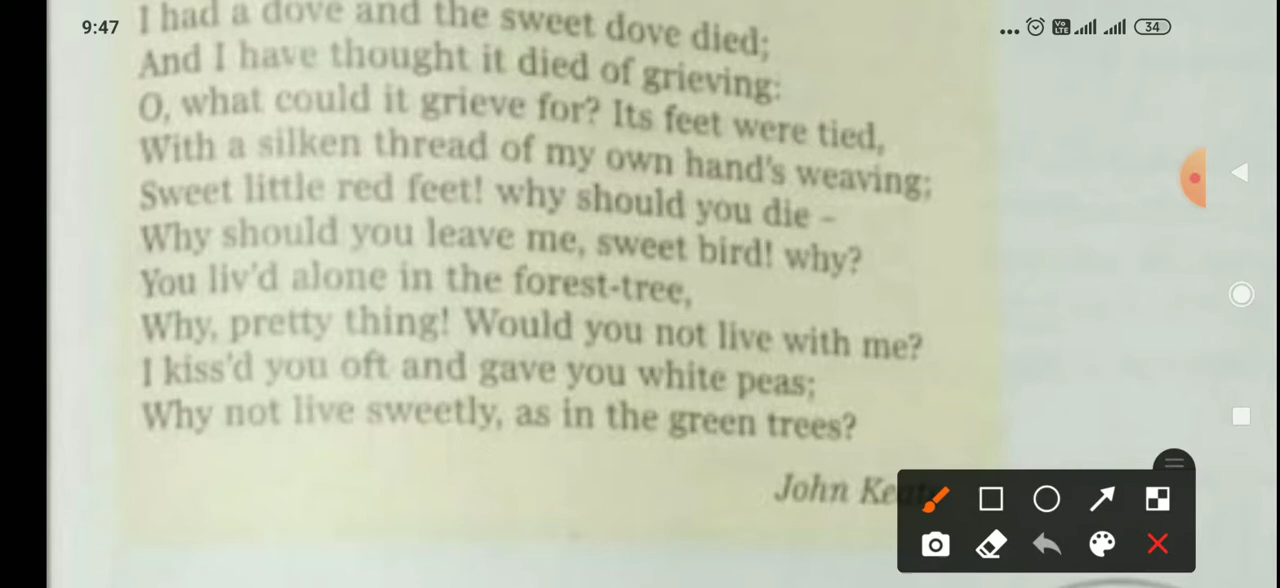 9:47
34
I had a dove and the sweet dove died;
And I have thought it died of grieving:
O, what could it grieve for? Its feet were tied,
With a silken thread of my own hand's weaving;
Sweet little red feet! why should you die –
Why should you leave me, sweet bird! why?
You liv'd alone in the forest-tree,
Why, pretty thing! Would you not live with me?
I kiss'd you oft and gave you white peas;
Why not live sweetly, as in the green trees?
John Keats